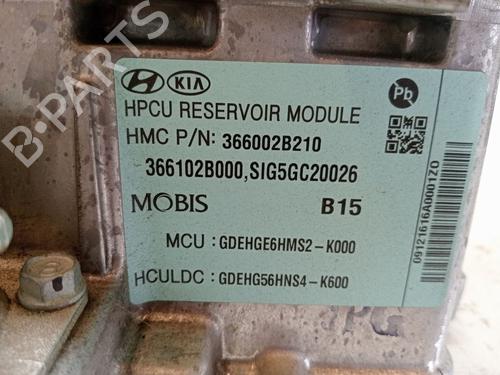 B-PARTS
KIA
Pb
HPCU RESERVOIR MODULE
HMC P/N: 366002B210
366102B000,SIG5GC20026
MOBIS B15
MCU : GDEHGE6HMS2-K000
HCULDC : GDEHG56HNS4-K600
09121616A0001ZO
PG